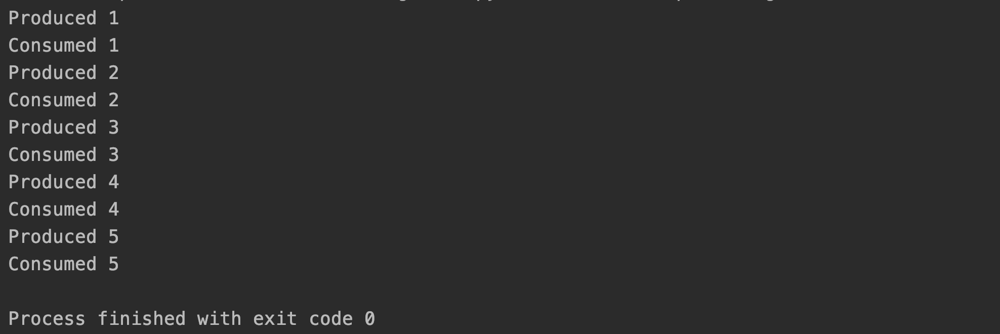 Produced 1
Consumed 1
Produced 2
Consumed 2
Produced 3
Consumed 3
Produced 4
Consumed 4
Produced 5
Consumed 5
Process finished with exit code 0